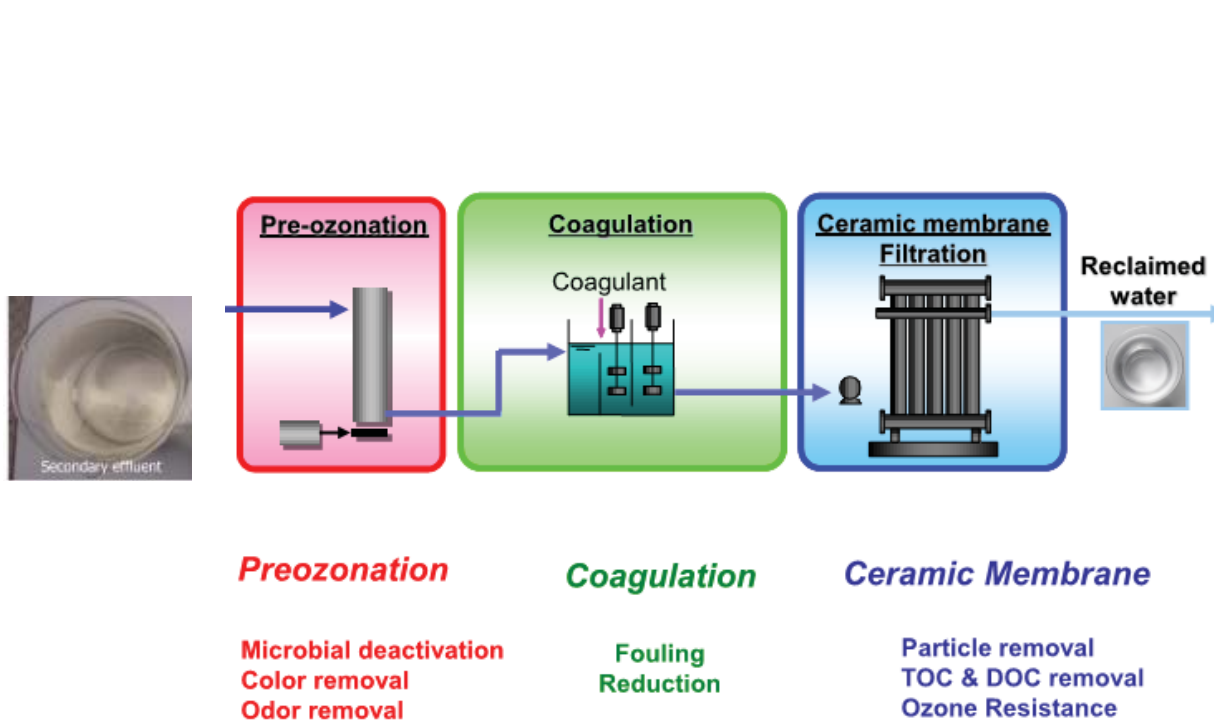 Pre-ozonation
Coagulation
Ceramic membrane
Filtration
Coagulant
Reclaimed
water
Secondary effluent
Preozonation
Coagulation
Ceramic Membrane
Microbial deactivation
Color removal
Odor removal
Fouling
Reduction
Particle removal
TOC & DOC removal
Ozone Resistance